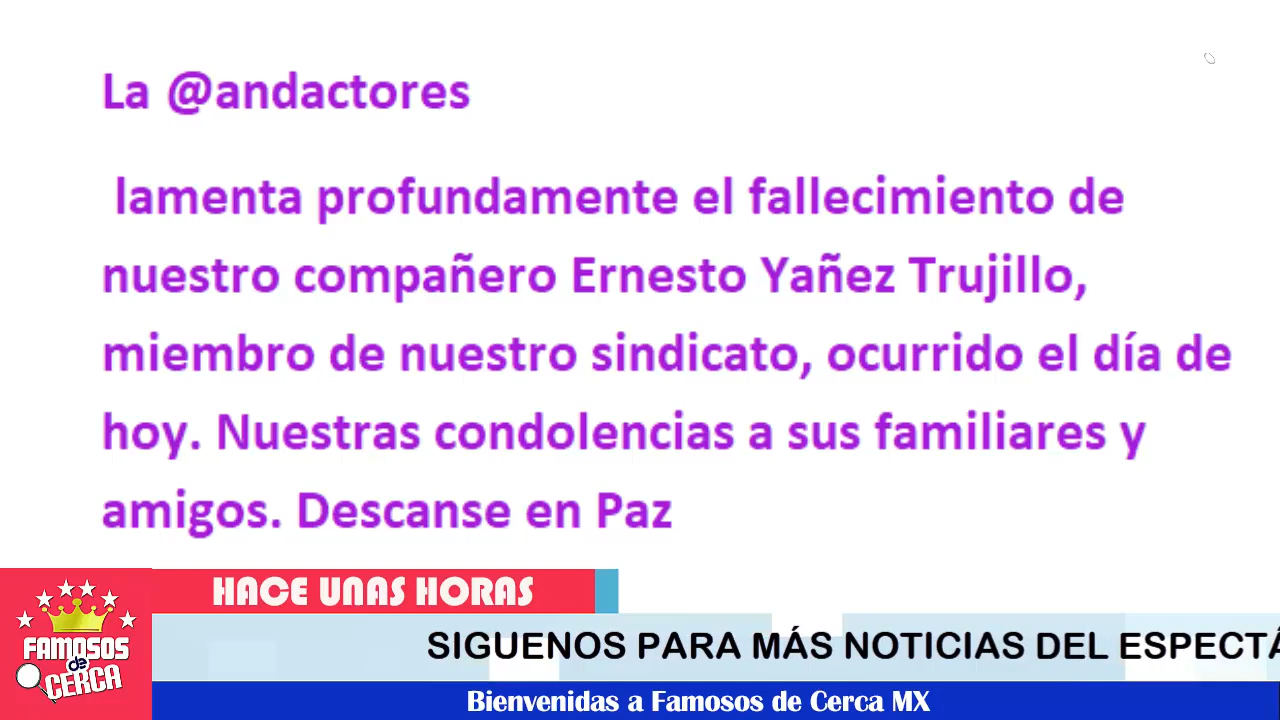 La @andactores
lamenta profundamente el fallecimiento de
nuestro compañero Ernesto Yañez Trujillo,
miembro de nuestro sindicato, ocurrido el día de
hoy. Nuestras condolencias a sus familiares y
amigos. Descanse en Paz
HACE UNAS HORAS
FAMOSOS
de
CERCA
SIGUENOS PARA MÁS NOTICIAS DEL ESPECTÁ
Bienvenidas a Famosos de Cerca MX